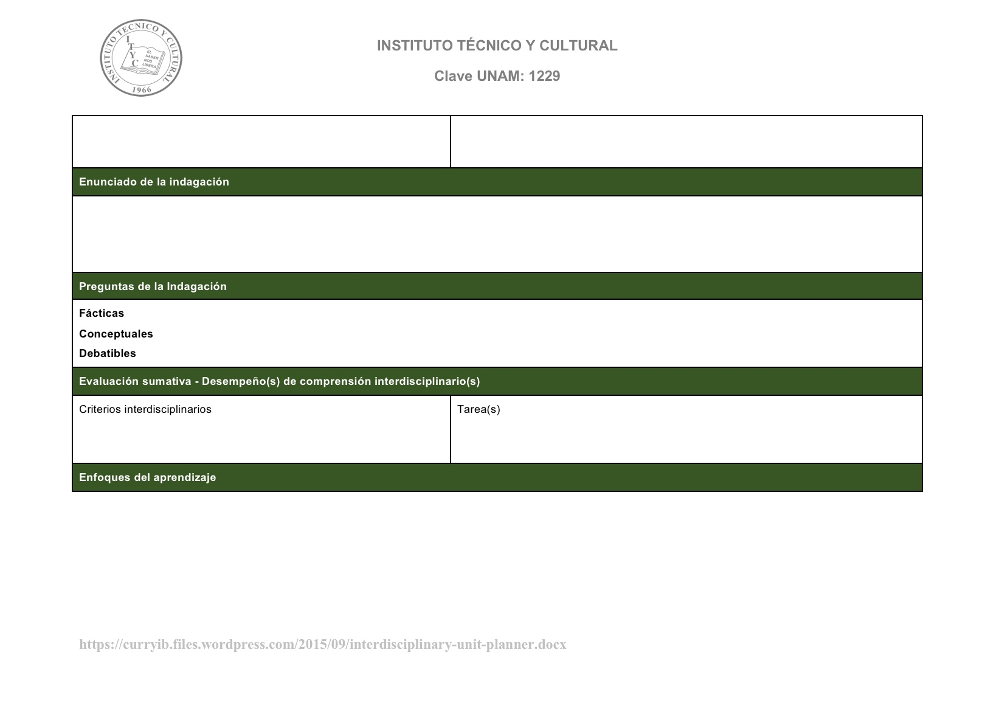 INSTITUTO TECNICO Y CULTURAL
I
T
Y
C
EL
SABER
NOS
LIBERA
1966
INSTITUTO TÉCNICO Y CULTURAL
Clave UNAM: 1229
Enunciado de la indagación
Preguntas de la Indagación
Fácticas
Conceptuales
Debatibles
Evaluación sumativa - Desempeño(s) de comprensión interdisciplinario(s)
Criterios interdisciplinarios
Tarea(s)
Enfoques del aprendizaje
https://curryib.files.wordpress.com/2015/09/interdisciplinary-unit-planner.docx